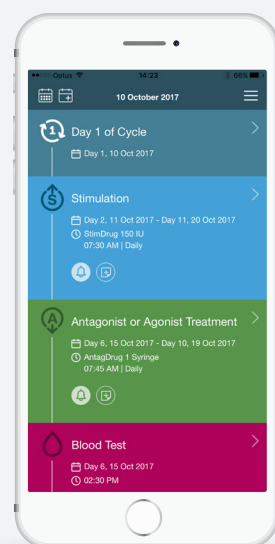 Optus 14:23 66%
10 October 2017
1 Day 1 of Cycle
Day 1, 10 Oct 2017
S Stimulation
Day 2, 11 Oct 2017 - Day 11, 20 Oct 2017
StimDrug 150 IU
07:30 AM | Daily
A Antagonist or Agonist Treatment
Day 6, 15 Oct 2017 - Day 10, 19 Oct 2017
AntagDrug 1 Syringe
07:45 AM | Daily
Blood Test
Day 6, 15 Oct 2017
02:30 PM